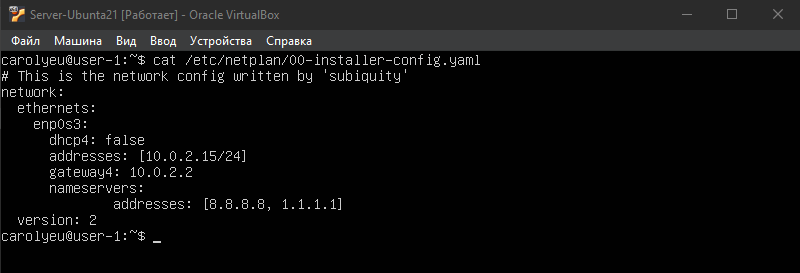 Server-Ubunta21 [Работает] - Oracle VirtualBox
Файл Машина Вид Ввод Устройства Справка
carolyeu@user-1:~$ cat /etc/netplan/00-installer-config.yaml
# This is the network config written by 'subiquity'
network:
  ethernets:
    enp0s3:
      dhcp4: false
      addresses: [10.0.2.15/24]
      gateway4: 10.0.2.2
      nameservers:
              addresses: [8.8.8.8, 1.1.1.1]
  version: 2
carolyeu@user-1:~$ _